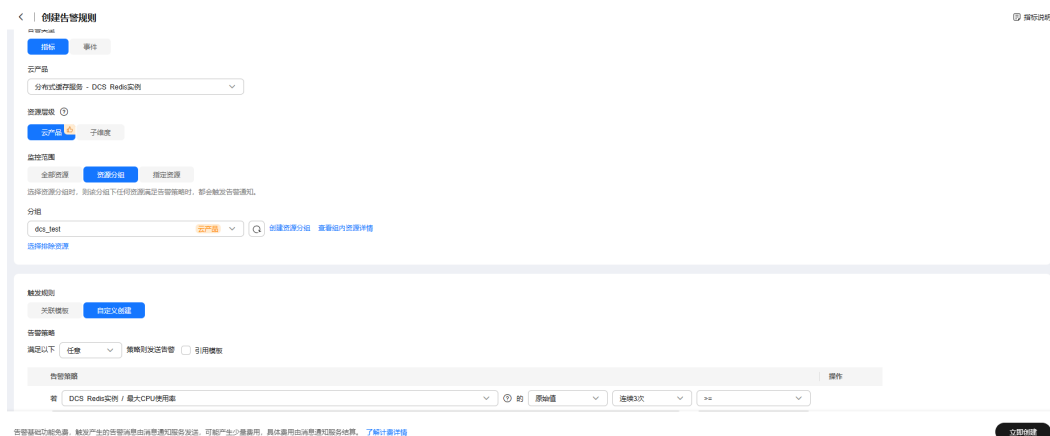 创建告警规则
指标说明
告警类型
指标 事件
云产品
分布式缓存服务 - DCS Redis实例
资源层级
云产品 子维度
监控范围
全部资源 资源分组 指定资源
选择资源分组时，则该分组下任何资源满足告警策略时，都会触发告警通知。
分组
dcs_test 云产品 创建资源分组 查看组内资源详情
选择排除资源
触发规则
关联模板 自定义创建
告警策略
满足以下 任意 策略则发送告警 引用模板
告警策略 操作
若 DCS Redis实例 / 最大CPU使用率 的 原始值 连续3次 >=
告警基础功能免费，触发产生的告警消息由消息通知服务发送，可能产生少量费用，具体费用由消息通知服务结算。 了解计费详情
立即创建